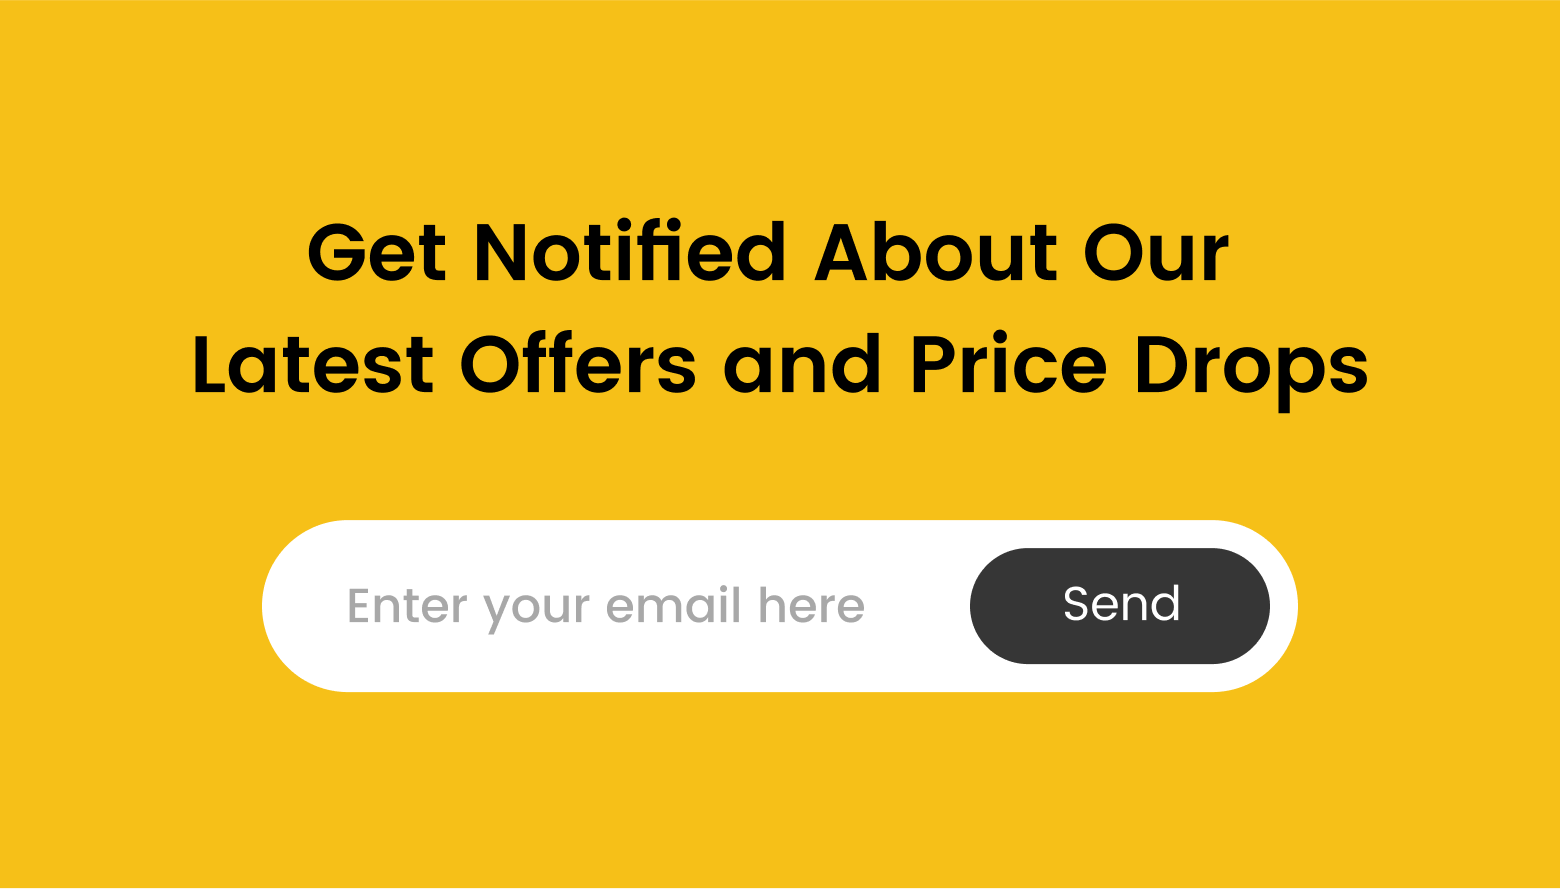 Get Notified About Our
Latest Offers and Price Drops
Enter your email here
Send